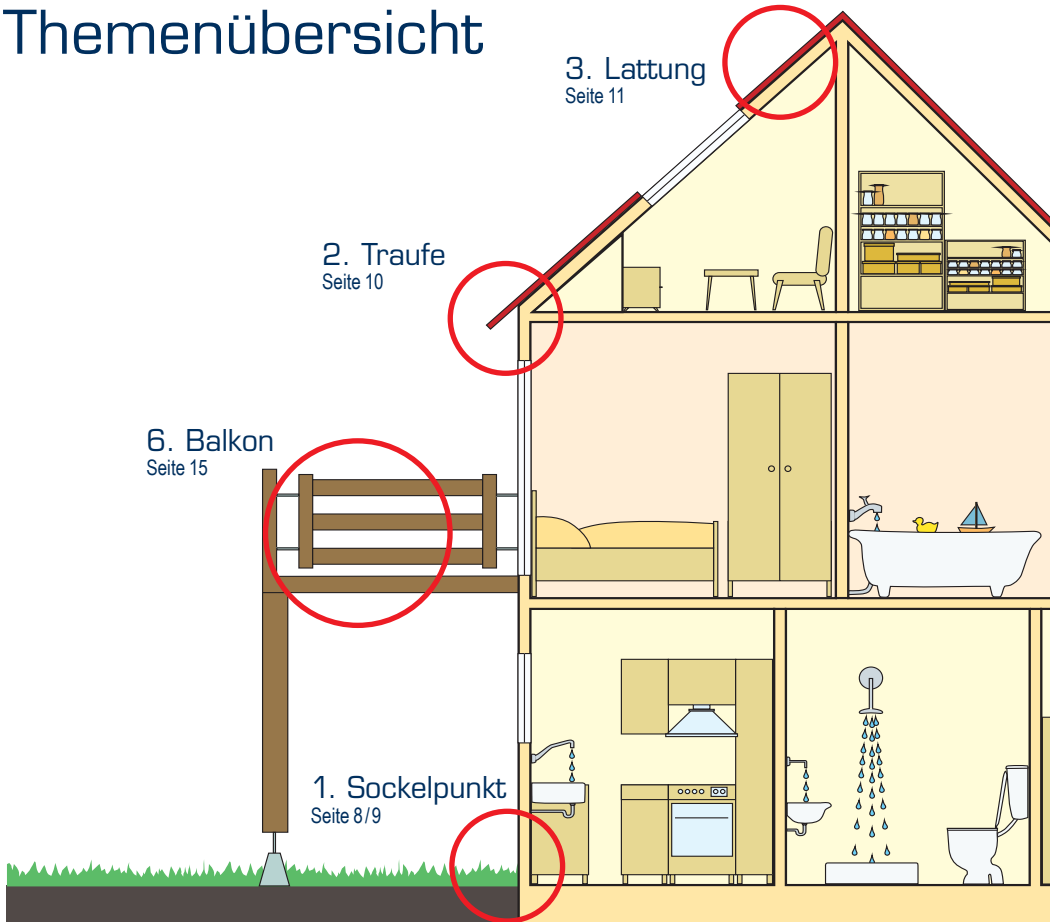 Themenübersicht
3. Lattung
Seite 11
2. Traufe
Seite 10
6. Balkon
Seite 15
1. Sockelpunkt
Seite 8/9